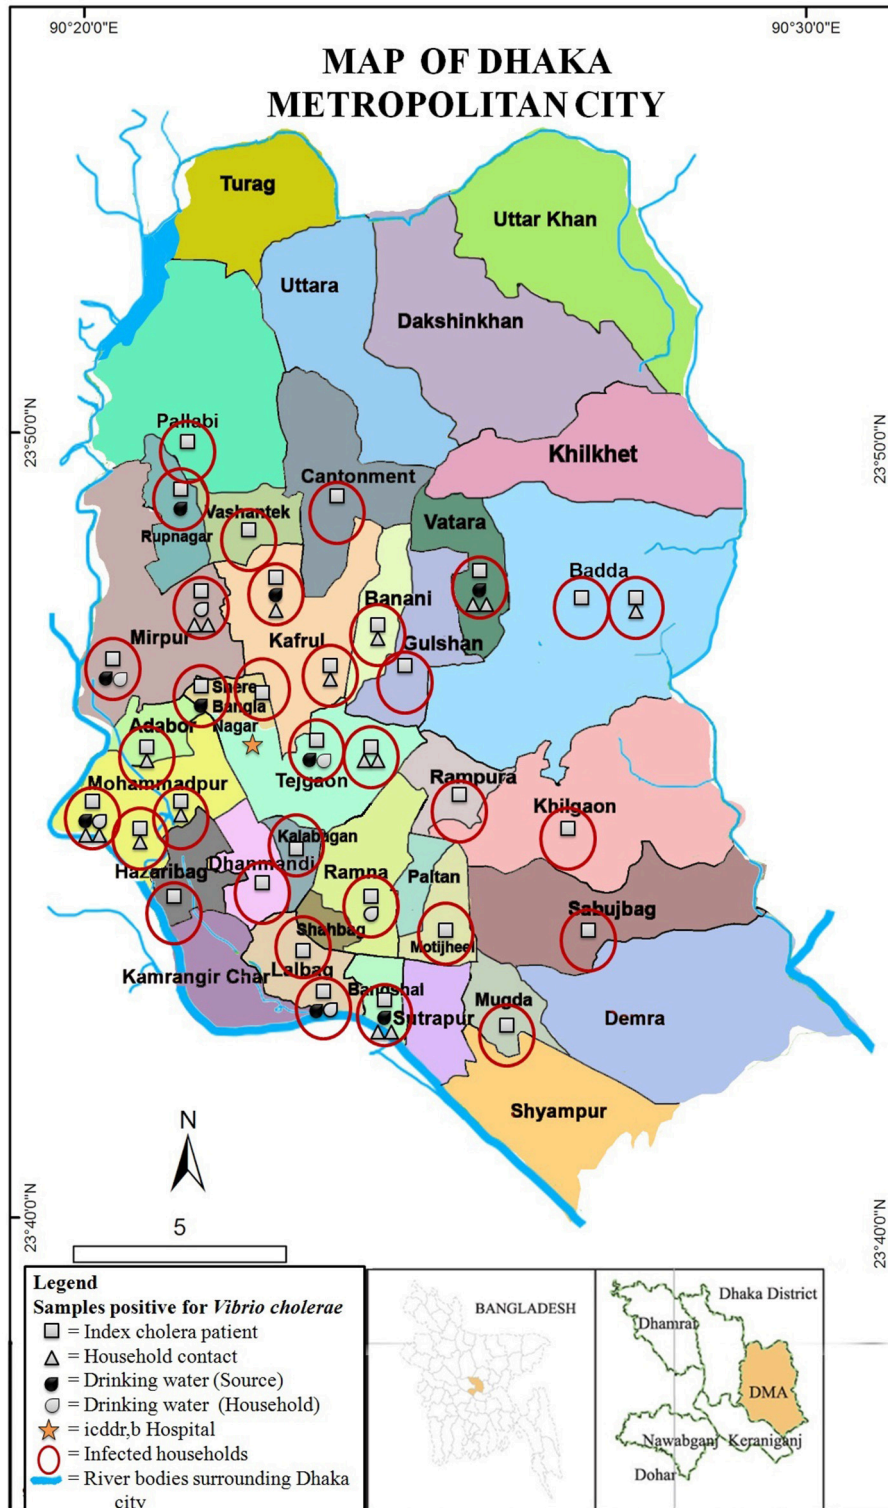 90°20'0"E
90°30'0"E
MAP OF DHAKA
METROPOLITAN CITY
Turag
Uttar Khan
Uttara
Dakshinkhan
23°50'0"N
23°50'0"N
Pallabi
Khilkhet
Cantonment
Vashantek
Vatara
Rupnagar
Badda
Banani
Mirpur
Kafrul
Gulshan
Shere
Bangla
Nagar
Adabor
Tejgaon
Rampura
Mohammadpur
Khilgaon
Kalabagan
Dhanmandi
Hazaribag
Ramna
Paltan
Sabujbag
Shahbag
Motijheel
Kamrangir Char
Lalbag
Bangshal
Sutrapur
Mugda
Demra
Shyampur
N
23°40'0"N
23°40'0"N
5
Legend
Samples positive for Vibrio cholerae
= Index cholera patient
= Household contact
= Drinking water (Source)
= Drinking water (Household)
= icddr,b Hospital
= Infected households
= River bodies surrounding Dhaka
city
BANGLADESH
Dhaka District
Dhamrai
DMA
Nawabganj
Keraniganj
Dohar